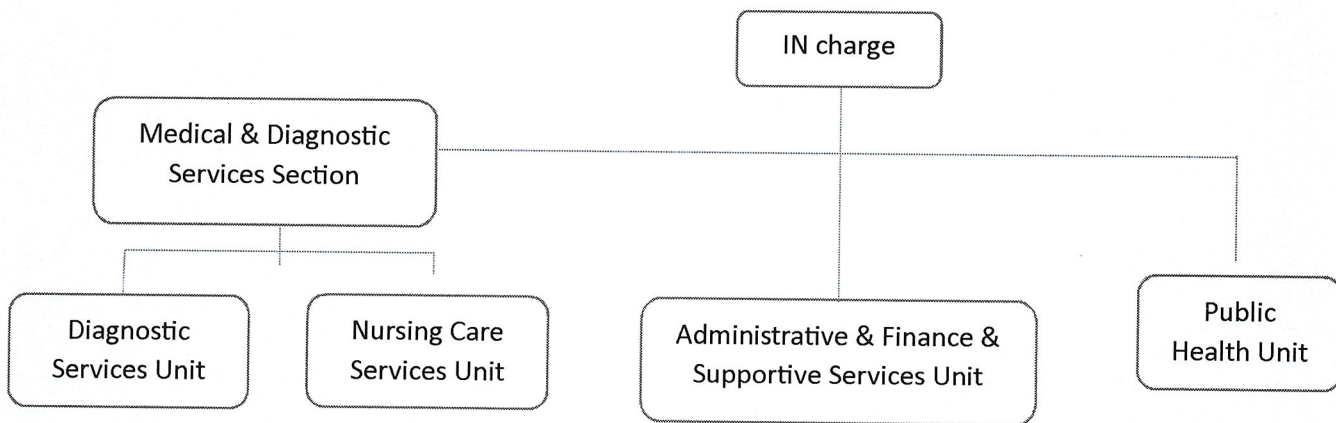 IN charge
Medical & Diagnostic
Services Section
Diagnostic
Services Unit
Nursing Care
Services Unit
Administrative & Finance &
Supportive Services Unit
Public
Health Unit